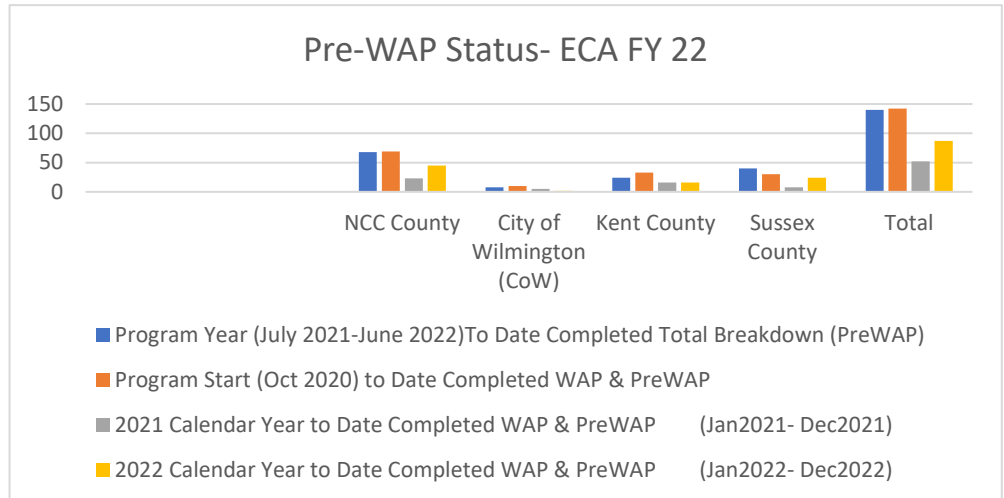 Pre-WAP Status- ECA FY 22
150
100
50
0
NCC County
City of
Wilmington
(CoW)
Kent County
Sussex
County
Total
Program Year (July 2021-June 2022)To Date Completed Total Breakdown (PreWAP)
Program Start (Oct 2020) to Date Completed WAP & PreWAP
2021 Calendar Year to Date Completed WAP & PreWAP (Jan2021- Dec2021)
2022 Calendar Year to Date Completed WAP & PreWAP (Jan2022- Dec2022)